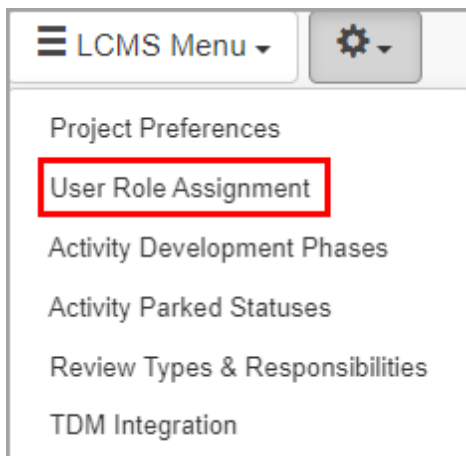 LCMS Menu
Project Preferences
User Role Assignment
Activity Development Phases
Activity Parked Statuses
Review Types & Responsibilities
TDM Integration